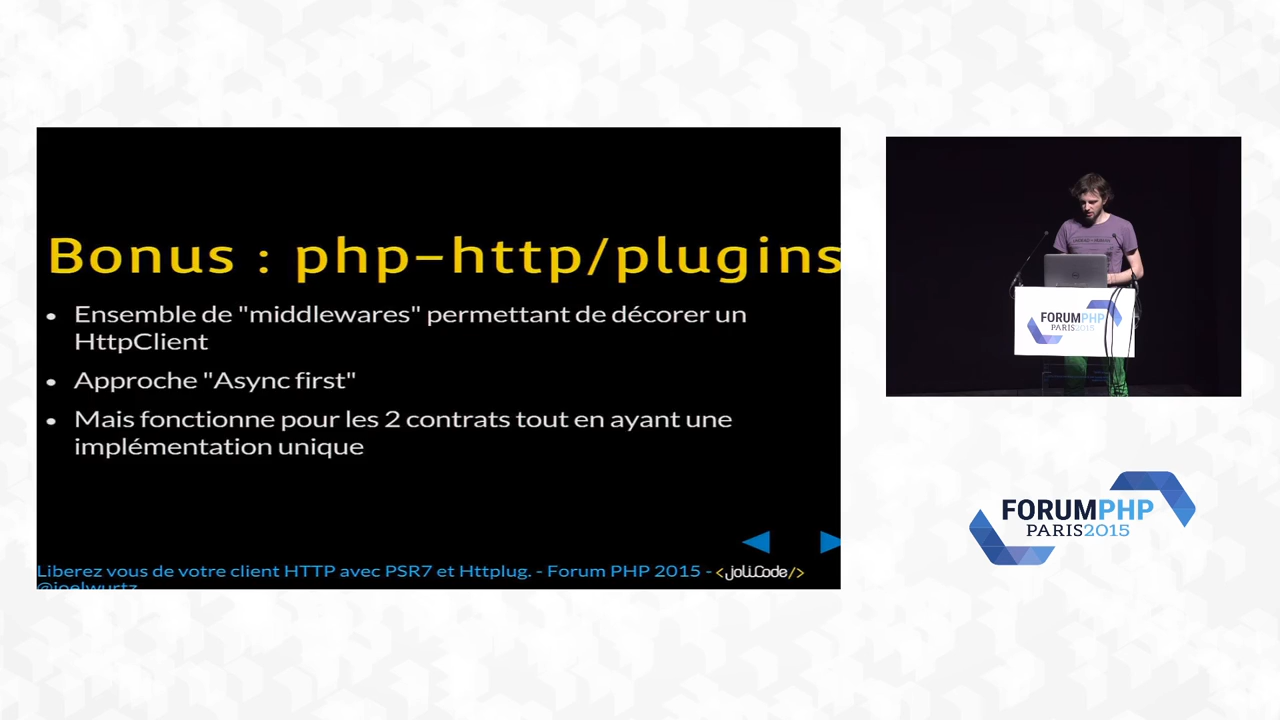 Bonus : php-http/plugins
• Ensemble de "middlewares" permettant de décorer un
HttpClient
• Approche "Async first"
• Mais fonctionne pour les 2 contrats tout en ayant une
implémentation unique
Liberez vous de votre client HTTP avec PSR7 et Httplug. - Forum PHP 2015 - <joliCode/>
@joelwurtz
FORUMPHP
PARIS2015
FORUMPHP
PARIS2015